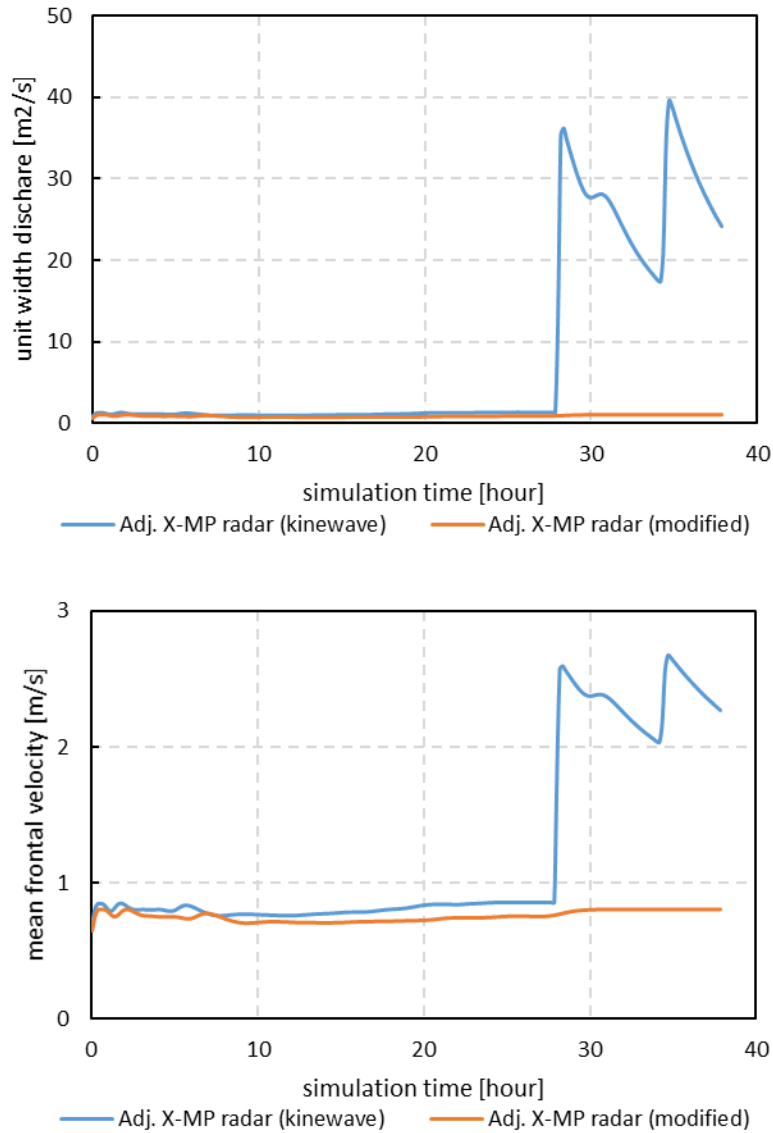 50
40
30
20
10
0
unit width dischare [m2/s]
0 10 20 30 40
simulation time [hour]
Adj. X-MP radar (kinewave) Adj. X-MP radar (modified)
3
2
1
0
mean frontal velocity [m/s]
0 10 20 30 40
simulation time [hour]
Adj. X-MP radar (kinewave) Adj. X-MP radar (modified)